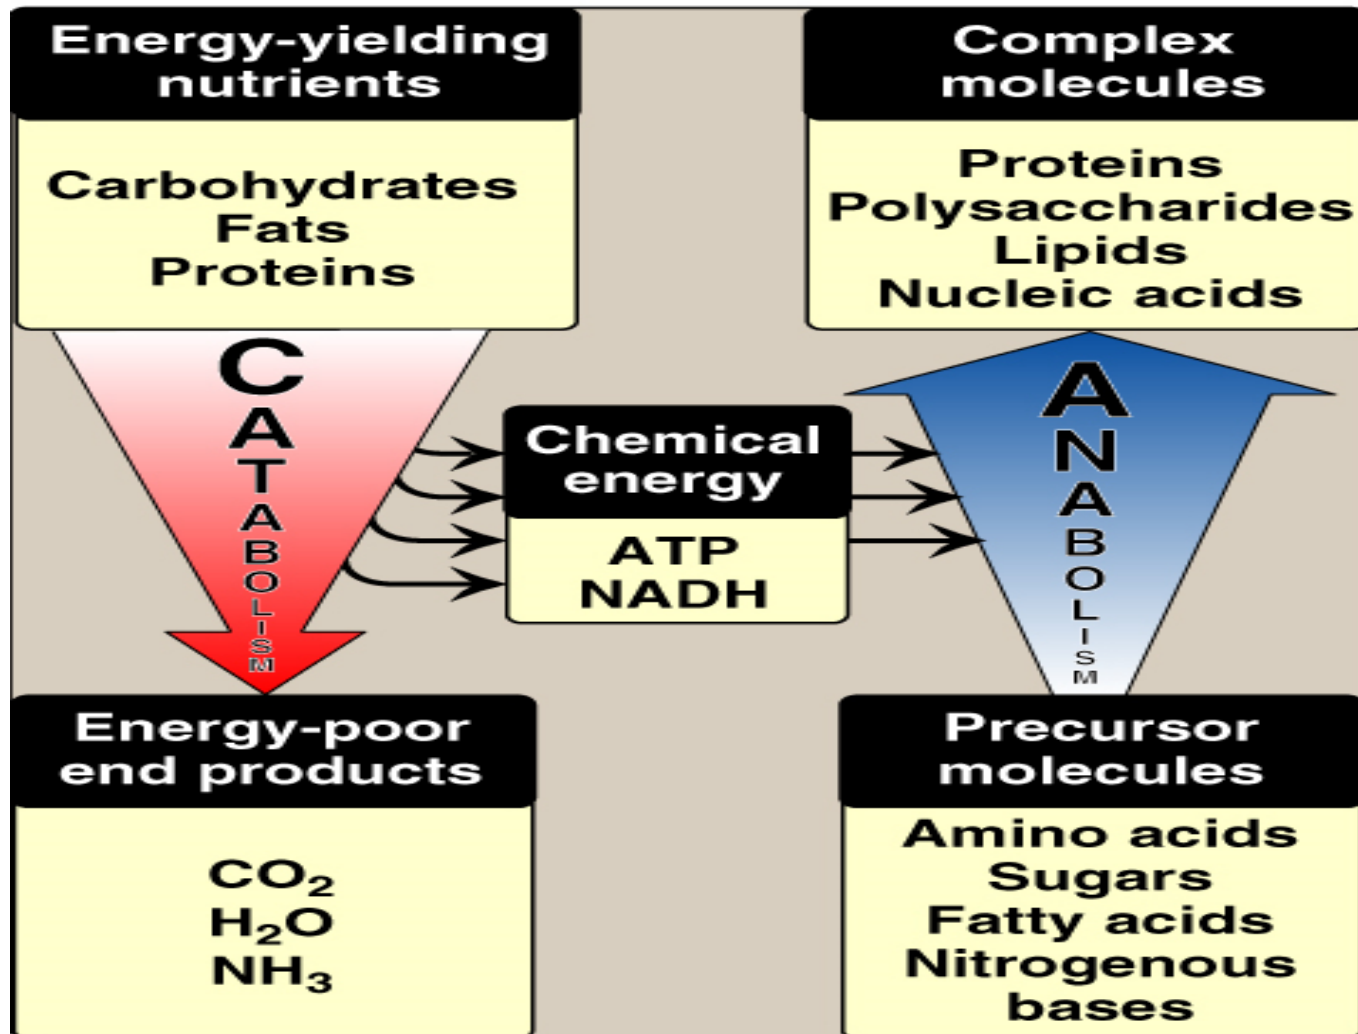 Energy-yielding
nutrients
Carbohydrates
Fats
Proteins
Complex
molecules
Proteins
Polysaccharides
Lipids
Nucleic acids
CATABOLISM
Chemical
energy
ATP
NADH
ANABOLISM
Energy-poor
end products
CO₂
H₂O
NH₃
Precursor
molecules
Amino acids
Sugars
Fatty acids
Nitrogenous
bases